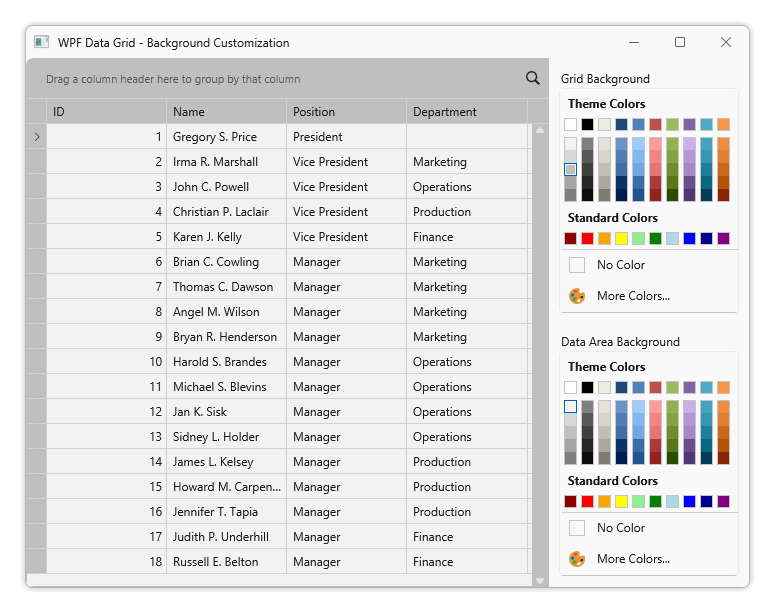 WPF Data Grid - Background Customization
Drag a column header here to group by that column
ID Name Position Department
1 Gregory S. Price President
2 Irma R. Marshall Vice President Marketing
3 John C. Powell Vice President Operations
4 Christian P. Laclair Vice President Production
5 Karen J. Kelly Vice President Finance
6 Brian C. Cowling Manager Marketing
7 Thomas C. Dawson Manager Marketing
8 Angel M. Wilson Manager Marketing
9 Bryan R. Henderson Manager Marketing
10 Harold S. Brandes Manager Operations
11 Michael S. Blevins Manager Operations
12 Jan K. Sisk Manager Operations
13 Sidney L. Holder Manager Operations
14 James L. Kelsey Manager Production
15 Howard M. Carpen... Manager Production
16 Jennifer T. Tapia Manager Production
17 Judith P. Underhill Manager Finance
18 Russell E. Belton Manager Finance
Grid Background
Theme Colors
Standard Colors
No Color
More Colors...
Data Area Background
Theme Colors
Standard Colors
No Color
More Colors...